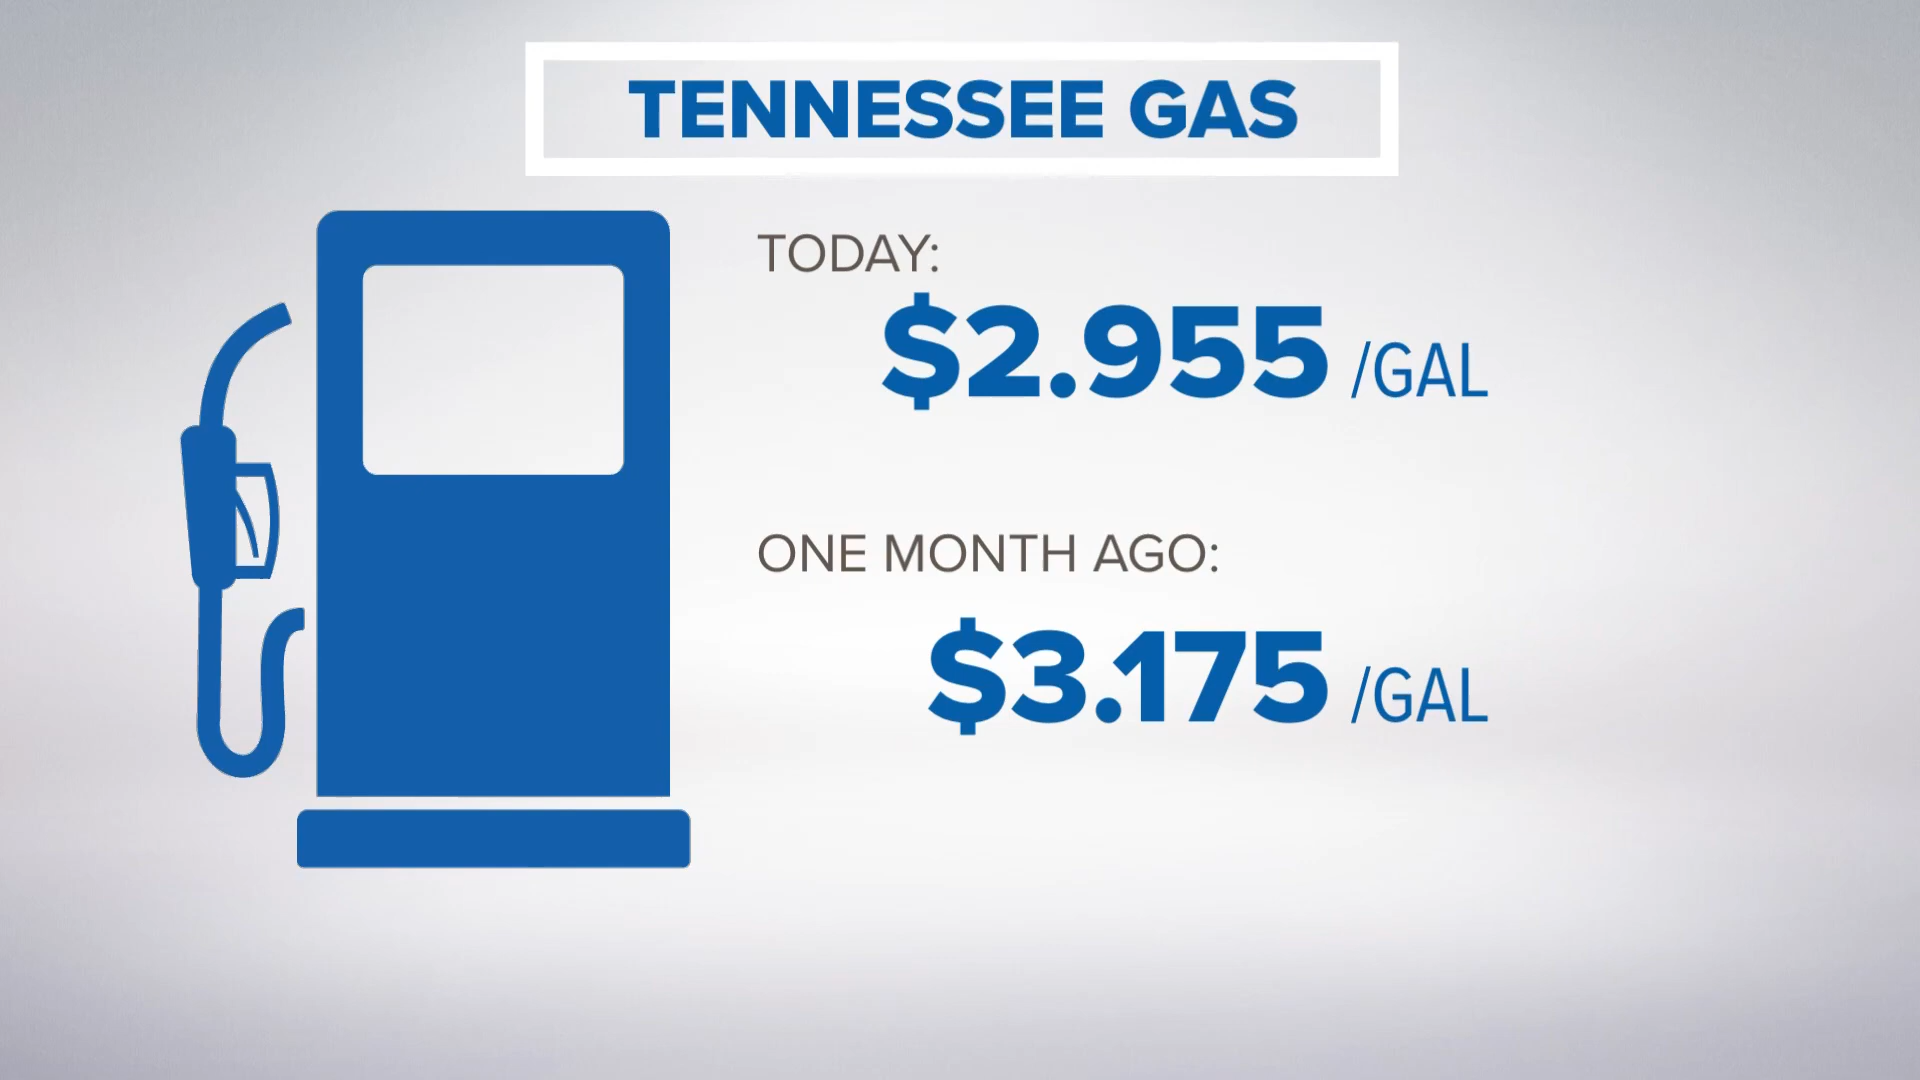 TENNESSEE GAS
TODAY:
$2.955 /GAL
ONE MONTH AGO:
$3.175 /GAL